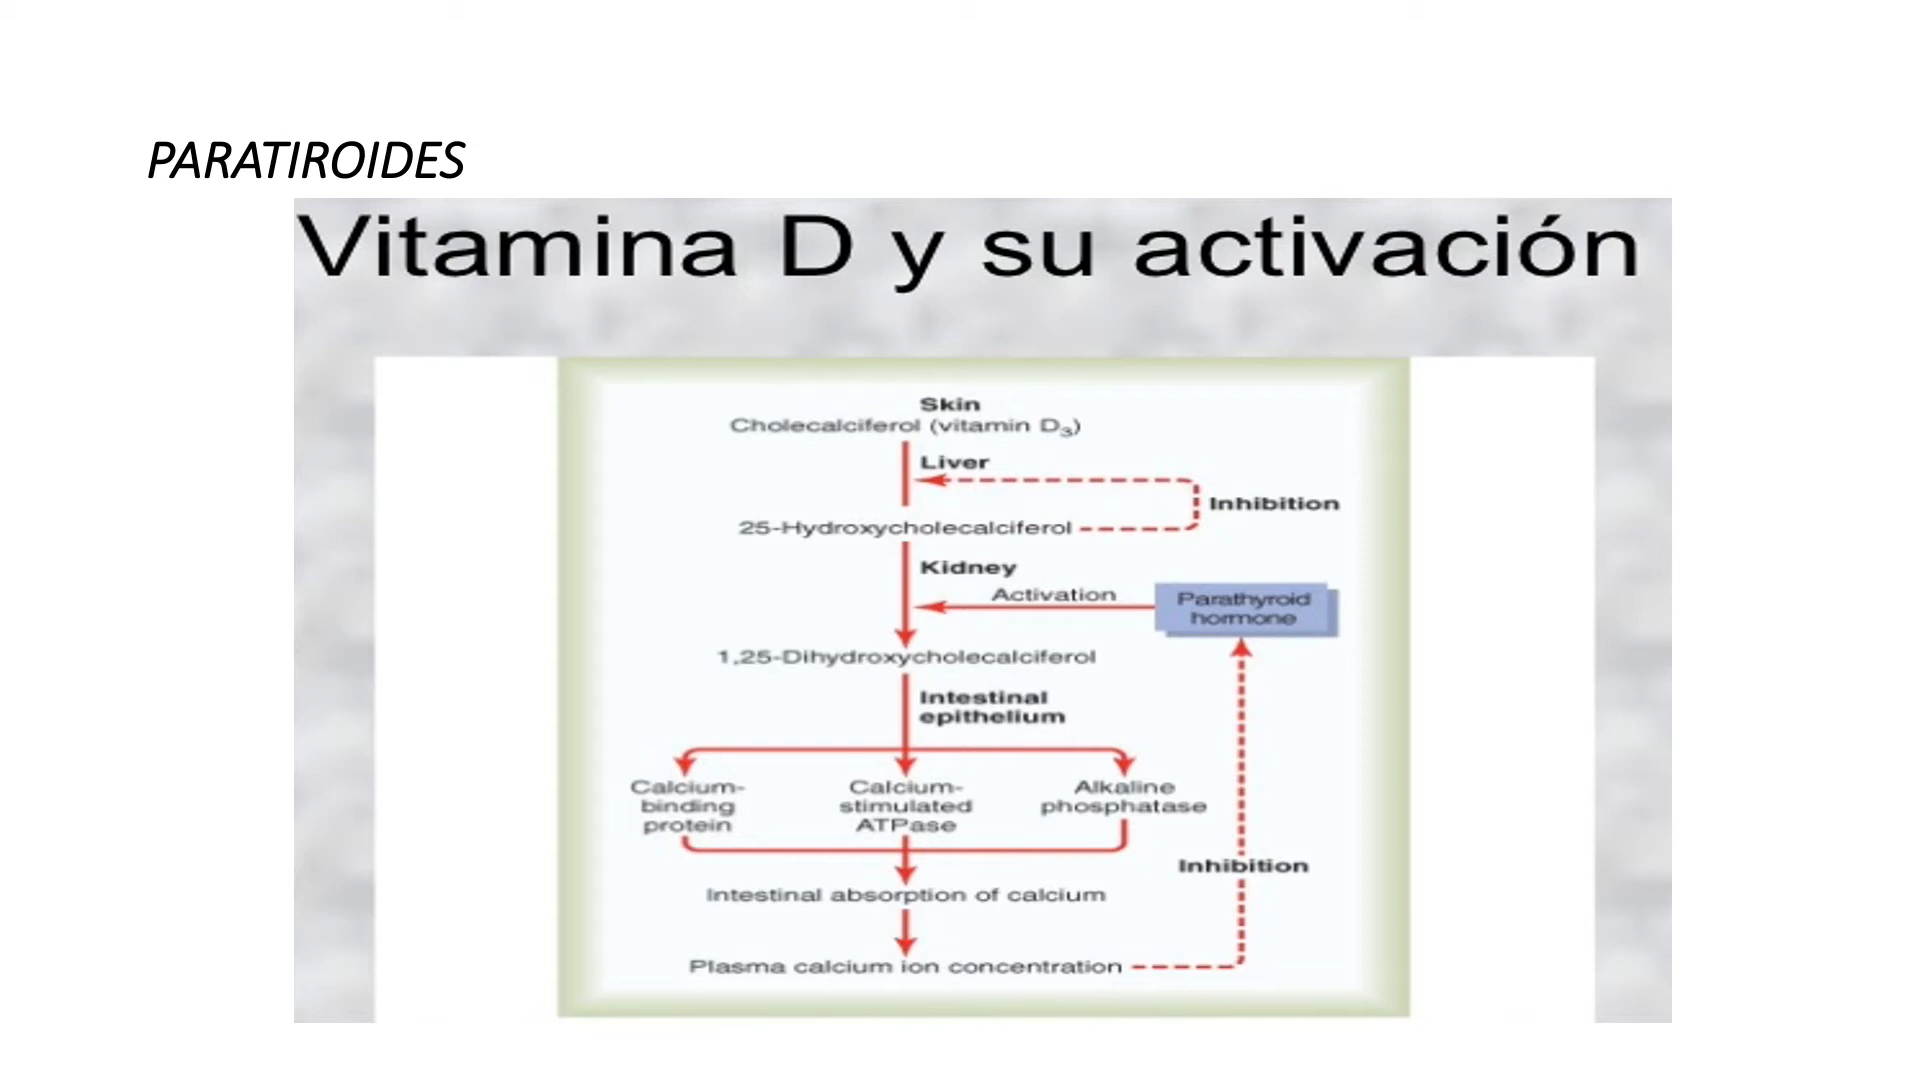 PARATIROIDES
Vitamina D y su activación
Skin
Cholecalciferol (vitamin D3)
Liver
Inhibition
25-Hydroxycholecalciferol
Kidney
Activation
Parathyroid
hormone
1,25-Dihydroxycholecalciferol
Intestinal
epithelium
Calcium-
binding
protein
Calcium-
stimulated
ATPase
Alkaline
phosphatase
Inhibition
Intestinal absorption of calcium
Plasma calcium ion concentration